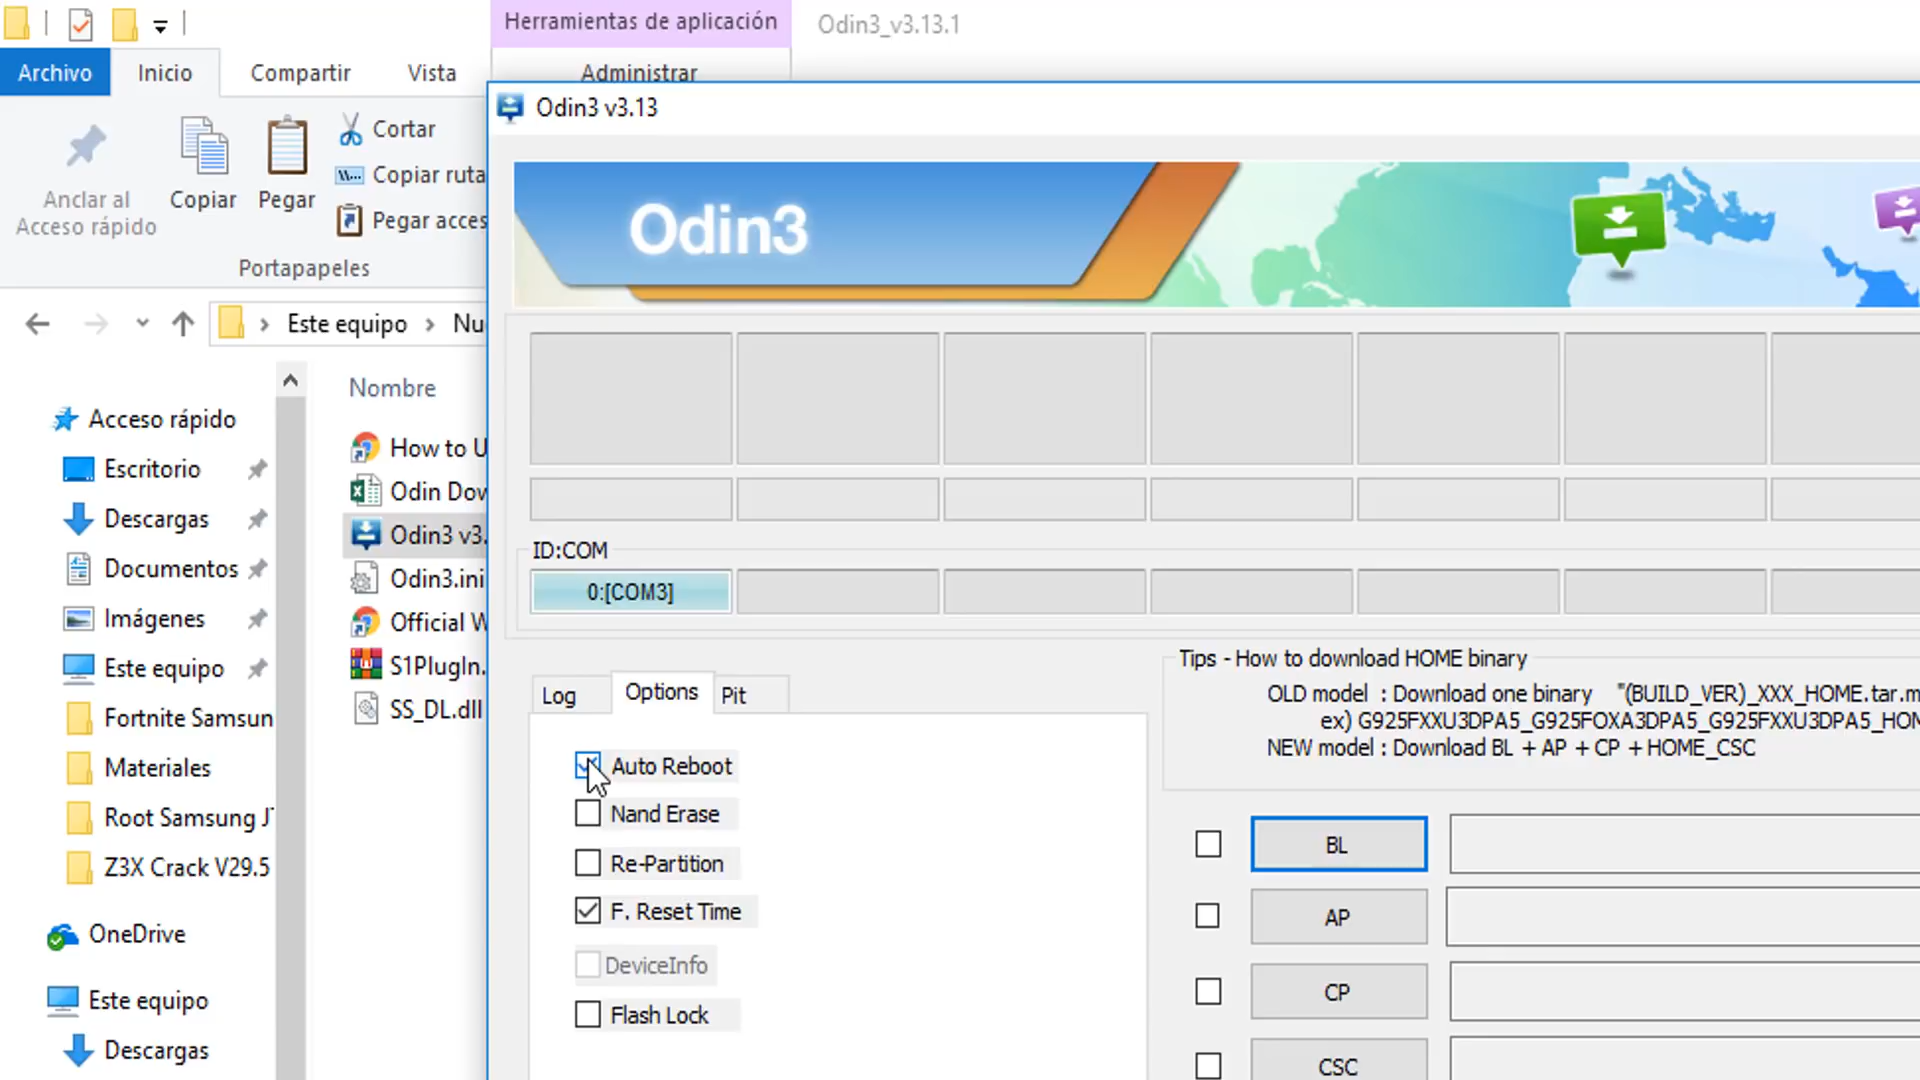 Herramientas de aplicación
Odin3_v3.13.1
Archivo
Inicio
Compartir
Vista
Administrar
Anclar al
Acceso rápido
Copiar
Pegar
Cortar
Copiar ruta
Pegar acces
Portapapeles
Este equipo
Nu
Nombre
Acceso rápido
Escritorio
Descargas
Documentos
Imágenes
Este equipo
Fortnite Samsun
Materiales
Root Samsung J
Z3X Crack V29.5
OneDrive
Este equipo
Descargas
How to U
Odin Dow
Odin3 v3.
Odin3.ini
Official W
S1PlugIn.
SS_DL.dll
Odin3 v3.13
Odin3
ID:COM
0:[COM3]
Log
Options
Pit
Auto Reboot
Nand Erase
Re-Partition
F. Reset Time
DeviceInfo
Flash Lock
Tips - How to download HOME binary
OLD model : Download one binary "(BUILD_VER)_XXX_HOME.tar.m
ex) G925FXXU3DPA5_G925FOXA3DPA5_G925FXXU3DPA5_HOM
NEW model : Download BL + AP + CP + HOME_CSC
BL
AP
CP
CSC